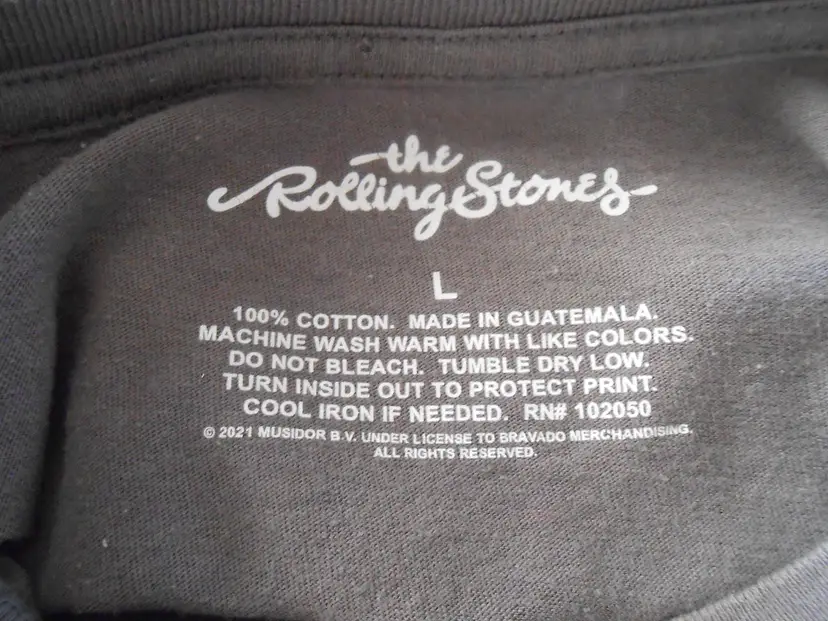 the
Rolling Stones
L
100% COTTON. MADE IN GUATEMALA.
MACHINE WASH WARM WITH LIKE COLORS.
DO NOT BLEACH. TUMBLE DRY LOW.
TURN INSIDE OUT TO PROTECT PRINT.
COOL IRON IF NEEDED. RN# 102050
© 2021 MUSIDOR B.V. UNDER LICENSE TO BRAVADO MERCHANDISING.
ALL RIGHTS RESERVED.